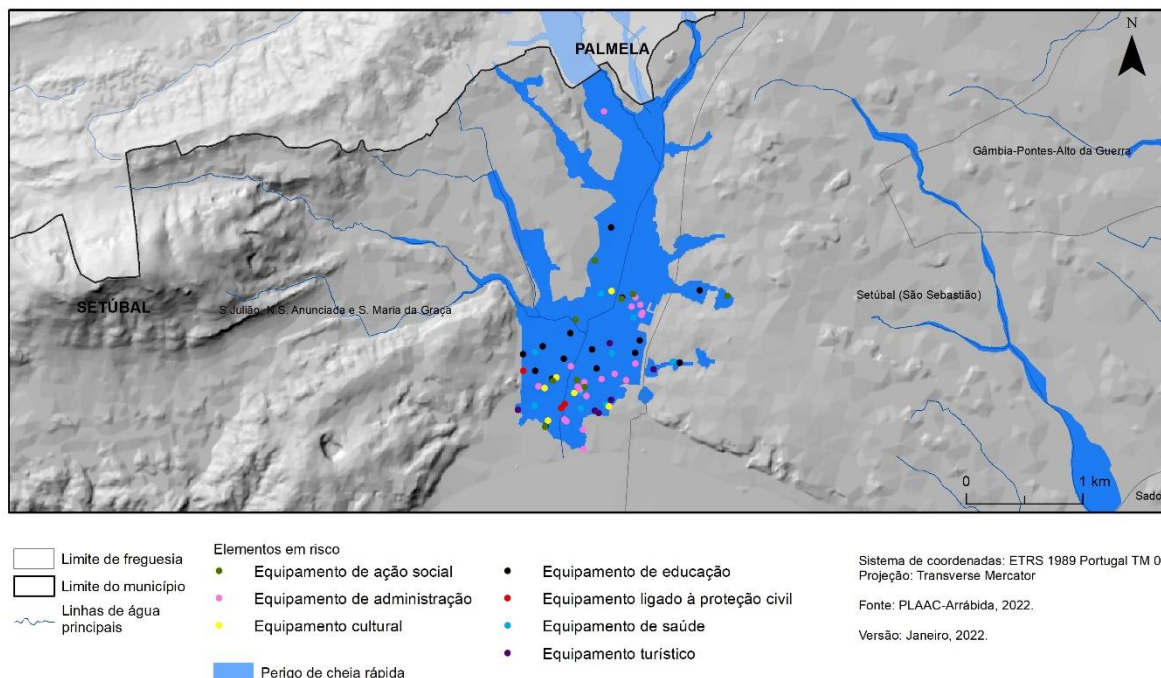 PALMELA
N
Gâmbia-Pontes-Alto da Guerra
SETÚBAL
S Julião, N.S. Anunciada e S. Maria da Graça
Setúbal (São Sebastião)
0 1 km
Sado
Limite de freguesia
Limite do município
Linhas de água
principais
Elementos em risco
Equipamento de ação social
Equipamento de administração
Equipamento cultural
Perigo de cheia rápida
Equipamento de educação
Equipamento ligado à proteção civil
Equipamento de saúde
Equipamento turístico
Sistema de coordenadas: ETRS 1989 Portugal TM 0
Projeção: Transverse Mercator
Fonte: PLAAC-Arrábida, 2022.
Versão: Janeiro, 2022.